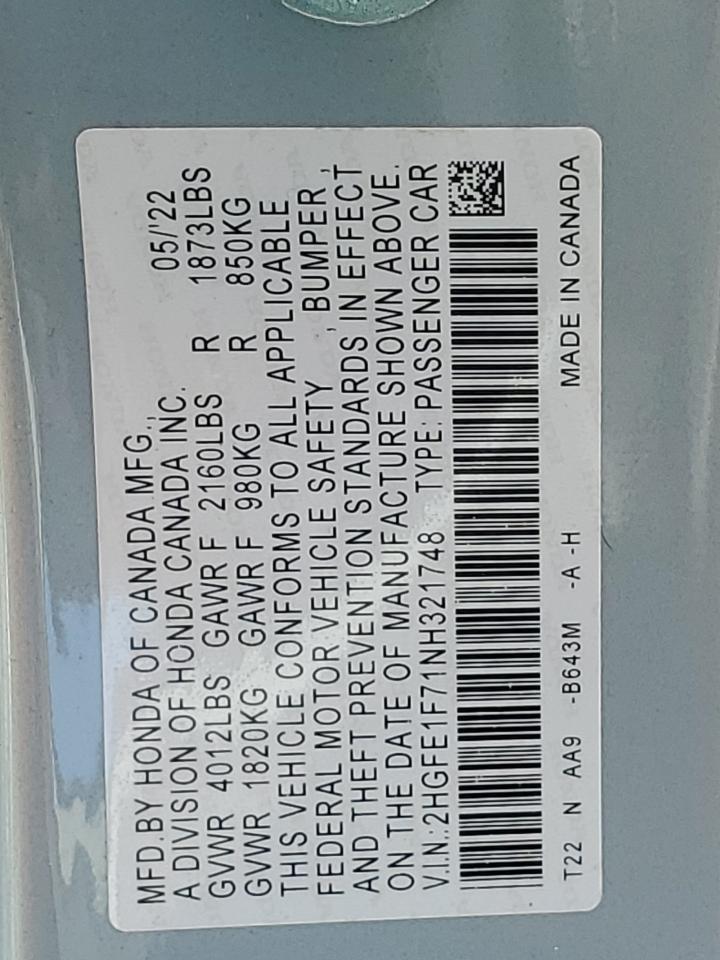 MFD.BY HONDA OF CANADA MFG.,
A DIVISION OF HONDA CANADA INC. 05/'22
GVWR 4012LBS GAWR F 2160LBS R 1873LBS
GVWR 1820KG GAWR F 980KG R 850KG
THIS VEHICLE CONFORMS TO ALL APPLICABLE
FEDERAL MOTOR VEHICLE SAFETY , BUMPER ,
AND THEFT PREVENTION STANDARDS IN EFFECT
ON THE DATE OF MANUFACTURE SHOWN ABOVE.
V.I.N.:2HGFE1F71NH321748 TYPE: PASSENGER CAR
T22 N AA9 -B643M -A -H MADE IN CANADA